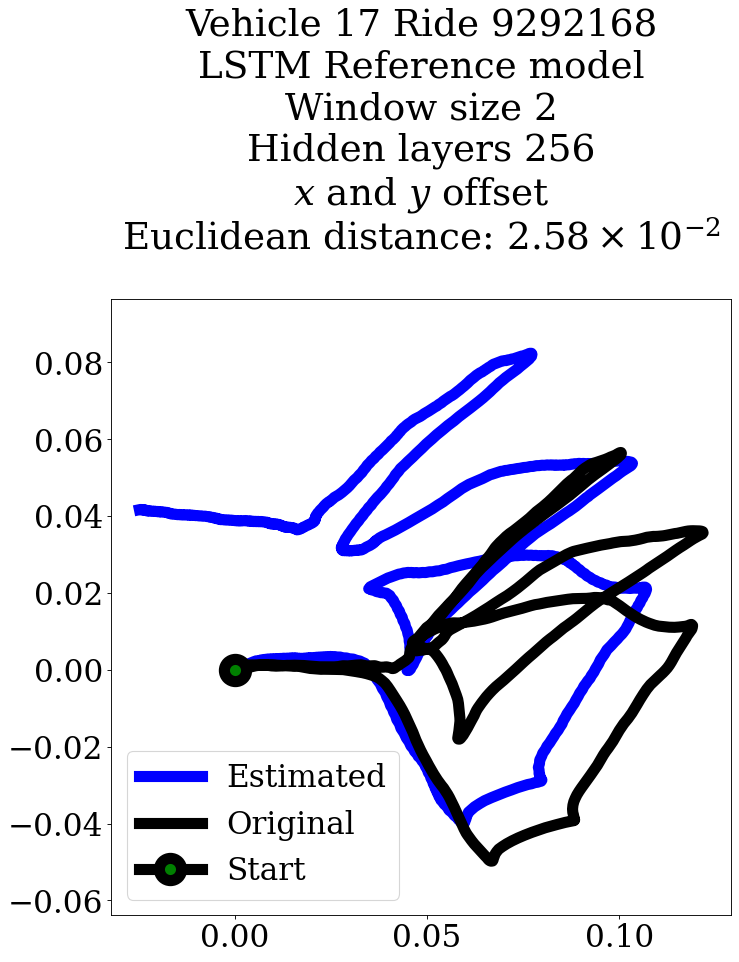 Vehicle 17 Ride 9292168
LSTM Reference model
Window size 2
Hidden layers 256
x and y offset
Euclidean distance: 2.58 × 10⁻²
0.08
0.06
0.04
0.02
0.00
−0.02
−0.04
−0.06
Estimated
Original
Start
0.00 0.05 0.10